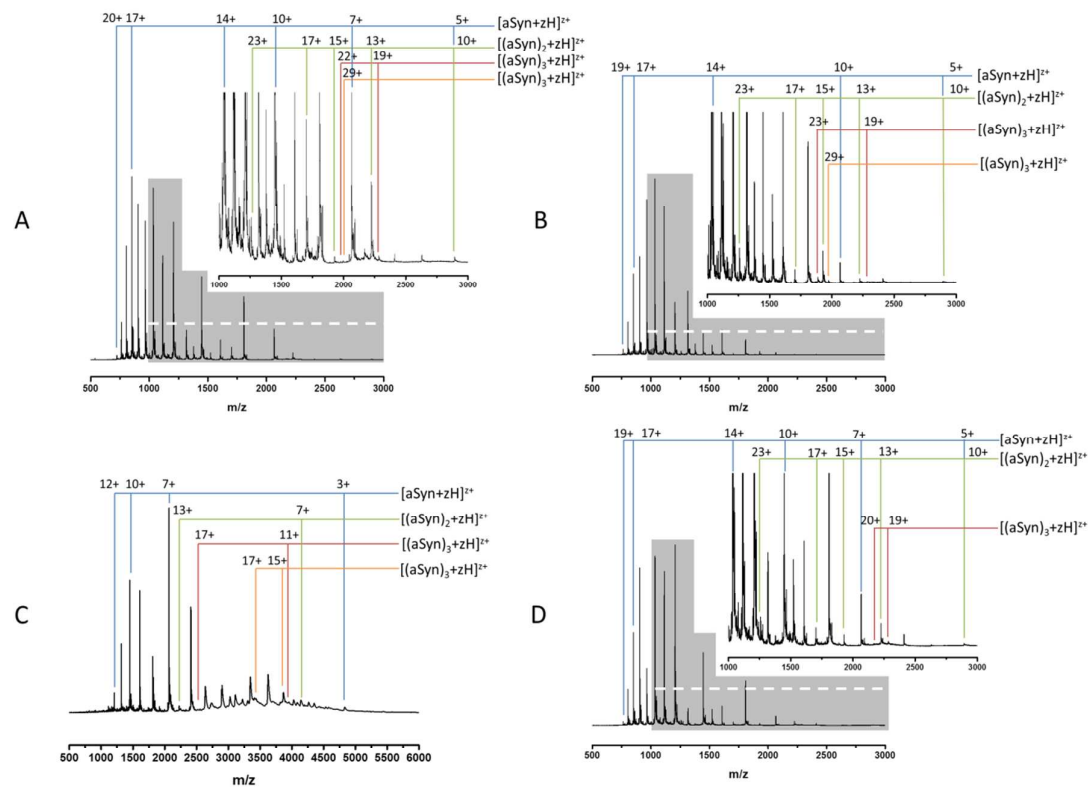 20+ 17+ 14+ 10+ 7+ 5+ [aSyn+zH]ᶻ⁺
23+ 17+ 15+ 13+ 10+ [(aSyn)₂+zH]ᶻ⁺
22+ 19+ [(aSyn)₃+zH]ᶻ⁺
29+ [(aSyn)₃+zH]ᶻ⁺
1000 1500 2000 2500 3000
A
500 1000 1500 2000 2500 3000
m/z
19+ 17+ 14+ 10+ 5+ [aSyn+zH]ᶻ⁺
23+ 17+ 15+ 13+ 10+ [(aSyn)₂+zH]ᶻ⁺
23+ 19+ [(aSyn)₃+zH]ᶻ⁺
29+ [(aSyn)₃+zH]ᶻ⁺
1000 1500 2000 2500 3000
B
500 1000 1500 2000 2500 3000
m/z
12+ 10+ 7+ 3+ [aSyn+zH]ᶻ⁺
13+ 7+ [(aSyn)₂+zH]ᶻ⁺
17+ 11+ [(aSyn)₃+zH]ᶻ⁺
17+ 15+ [(aSyn)₃+zH]ᶻ⁺
C
500 1000 1500 2000 2500 3000 3500 4000 4500 5000 5500 6000
m/z
19+ 17+ 14+ 10+ 7+ 5+ [aSyn+zH]ᶻ⁺
23+ 17+ 15+ 13+ 10+ [(aSyn)₂+zH]ᶻ⁺
20+ 19+ [(aSyn)₃+zH]ᶻ⁺
1000 1500 2000 2500 3000
D
500 1000 1500 2000 2500 3000
m/z